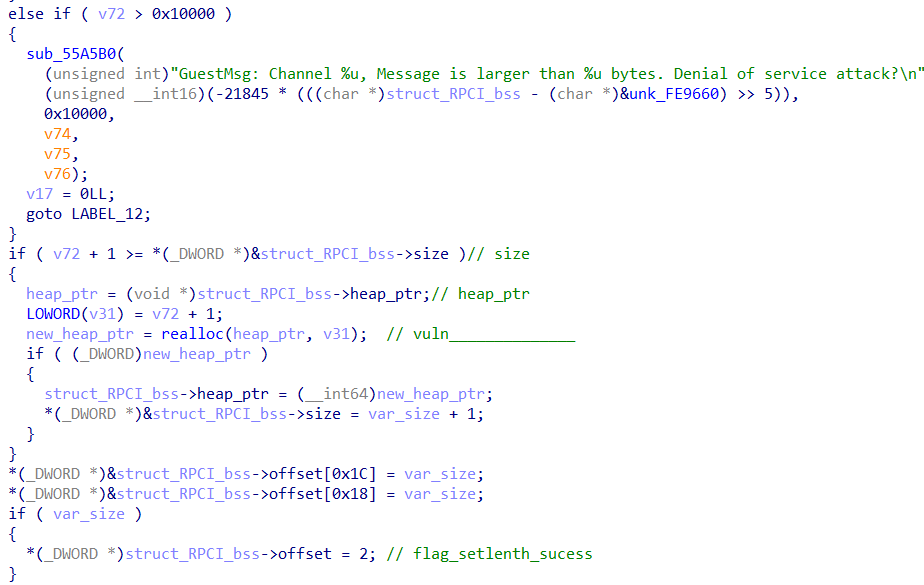 else if ( v72 > 0x10000 )
{
sub_55A5B0(
(unsigned int)"GuestMsg: Channel %u, Message is larger than %u bytes. Denial of service attack?\n"
(unsigned __int16)(-21845 * (((char *)struct_RPCI_bss - (char *)&unk_FE9660) >> 5)),
0x10000,
v74,
v75,
v76);
v17 = 0LL;
goto LABEL_12;
}
if ( v72 + 1 >= *(_DWORD *)&struct_RPCI_bss->size )// size
{
heap_ptr = (void *)struct_RPCI_bss->heap_ptr;// heap_ptr
LOWORD(v31) = v72 + 1;
new_heap_ptr = realloc(heap_ptr, v31);  // vuln______________
if ( (_DWORD)new_heap_ptr )
{
struct_RPCI_bss->heap_ptr = (__int64)new_heap_ptr;
*(_DWORD *)&struct_RPCI_bss->size = var_size + 1;
}
}
*(_DWORD *)&struct_RPCI_bss->offset[0x1C] = var_size;
*(_DWORD *)&struct_RPCI_bss->offset[0x18] = var_size;
if ( var_size )
{
*(_DWORD *)struct_RPCI_bss->offset = 2; // flag_setlenth_sucess
}